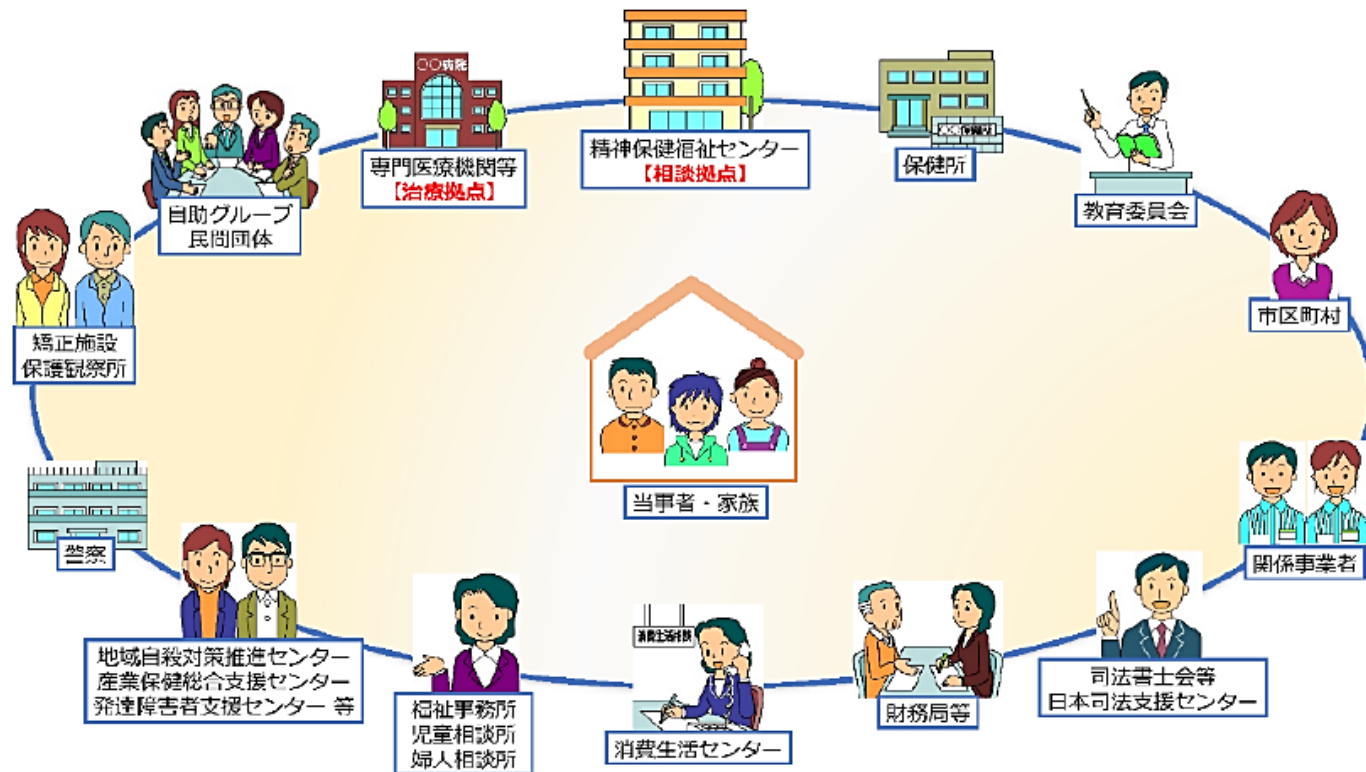 〇〇病院
専門医療機関等
【治療拠点】
精神保健福祉センター
【相談拠点】
保健所
教育委員会
市区町村
自助グループ
民間団体
矯正施設
保護観察所
当事者・家族
関係事業者
警察
地域自殺対策推進センター
産業保健総合支援センター
発達障害者支援センター 等
福祉事務所
児童相談所
婦人相談所
消費生活相談
消費生活センター
財務局等
司法書士会等
日本司法支援センター